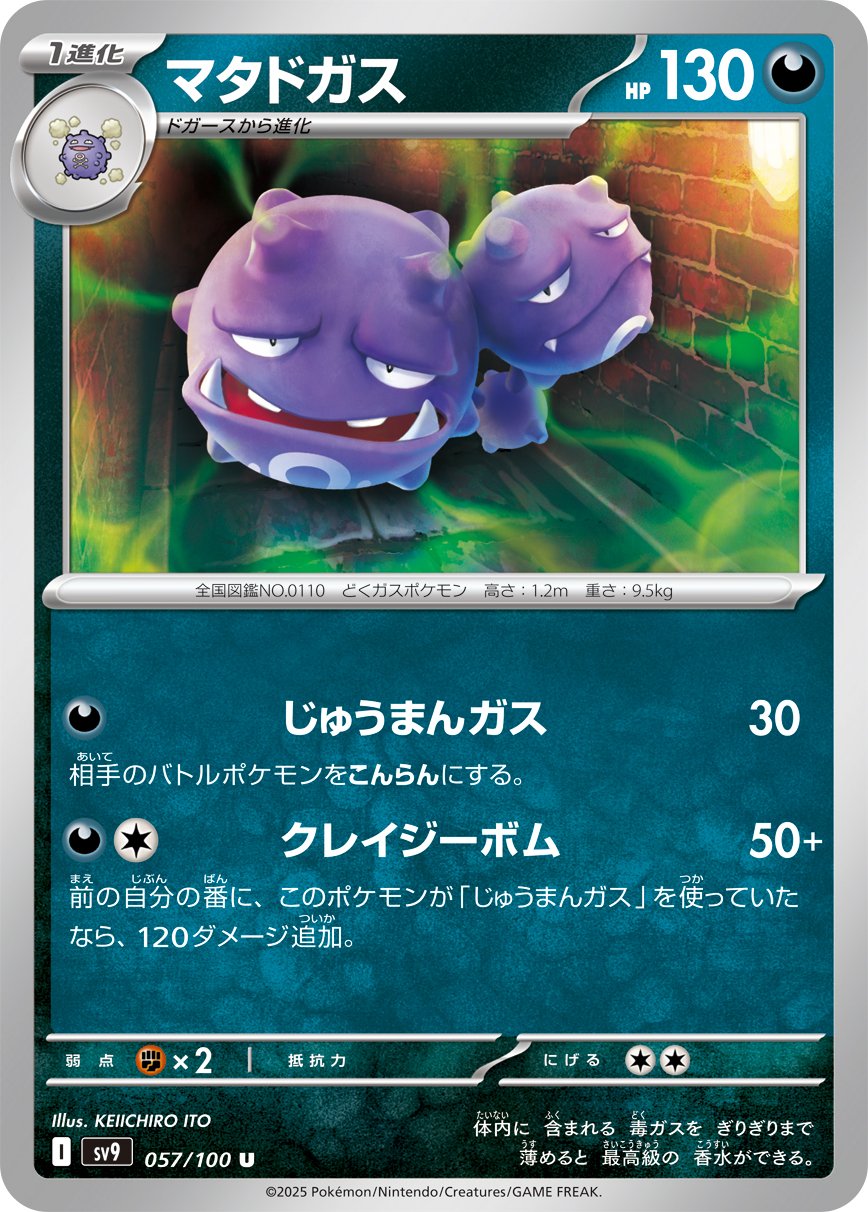 1進化
マタドガス
HP 130
ドガースから進化
全国図鑑NO.0110 どくガスポケモン 高さ：1.2m 重さ：9.5kg
じゅうまんガス 30
相手のバトルポケモンをこんらんにする。
クレイジーボム 50+
前の自分の番に、このポケモンが「じゅうまんガス」を使っていた
なら、120ダメージ追加。
弱点 ×2 抵抗力 にげる
Illus. KEIICHIRO ITO
I sv9 057/100 U
体内に 含まれる 毒ガスを ぎりぎりまで
薄めると 最高級の 香水ができる。
©2025 Pokémon/Nintendo/Creatures/GAME FREAK.